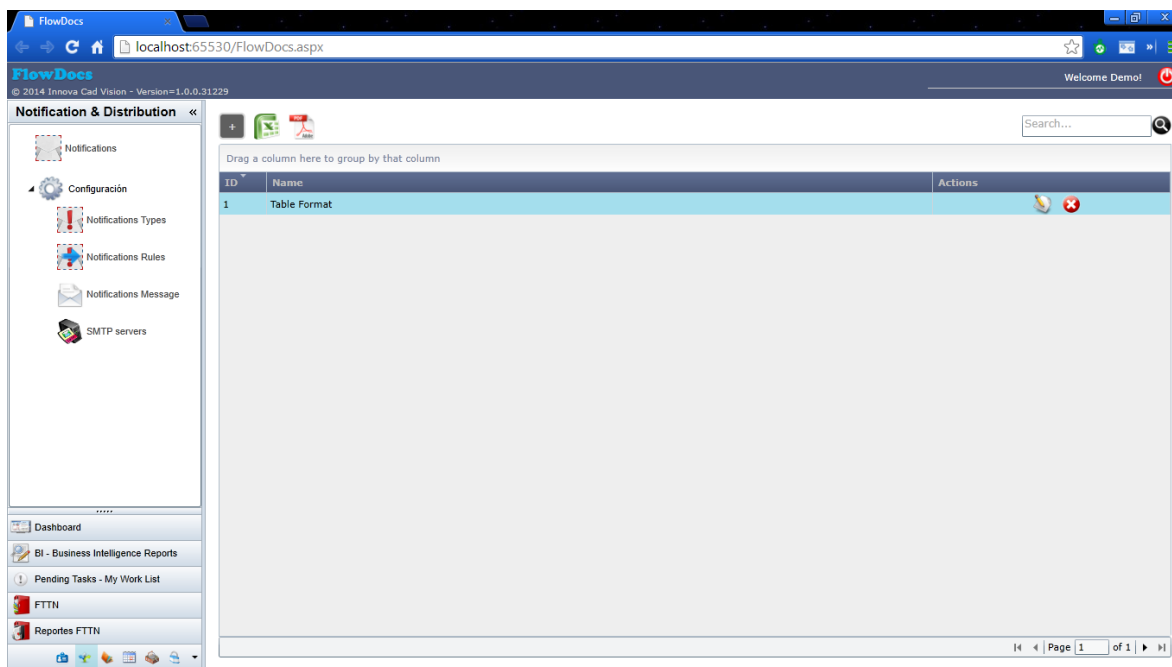 FlowDocs
localhost:65530/FlowDocs.aspx
FlowDocs
© 2014 Innova Cad Vision - Version=1.0.0.31229
Welcome Demo!
Notification & Distribution «
Notifications
Configuración
Notifications Types
Notifications Rules
Notifications Message
SMTP servers
Dashboard
BI - Business Intelligence Reports
Pending Tasks - My Work List
FTTN
Reportes FTTN
+
PDF
Adobe
Search...
Drag a column here to group by that column
ID Name Actions
1 Table Format
Page 1 of 1